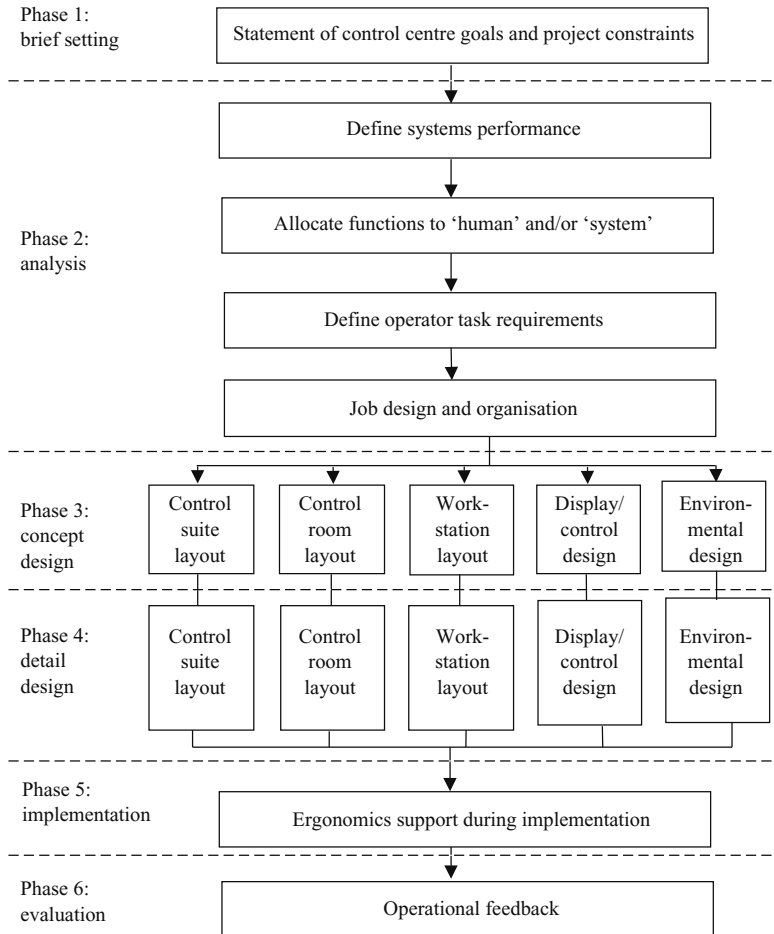 Phase 1:
brief setting
Statement of control centre goals and project constraints
Define systems performance
Allocate functions to ‘human’ and/or ‘system’
Phase 2:
analysis
Define operator task requirements
Job design and organisation
Phase 3:
concept
design
Control
suite
layout
Control
room
layout
Work-
station
layout
Display/
control
design
Environ-
mental
design
Phase 4:
detail
design
Control
suite
layout
Control
room
layout
Work-
station
layout
Display/
control
design
Environ-
mental
design
Phase 5:
implementation
Ergonomics support during implementation
Phase 6:
evaluation
Operational feedback